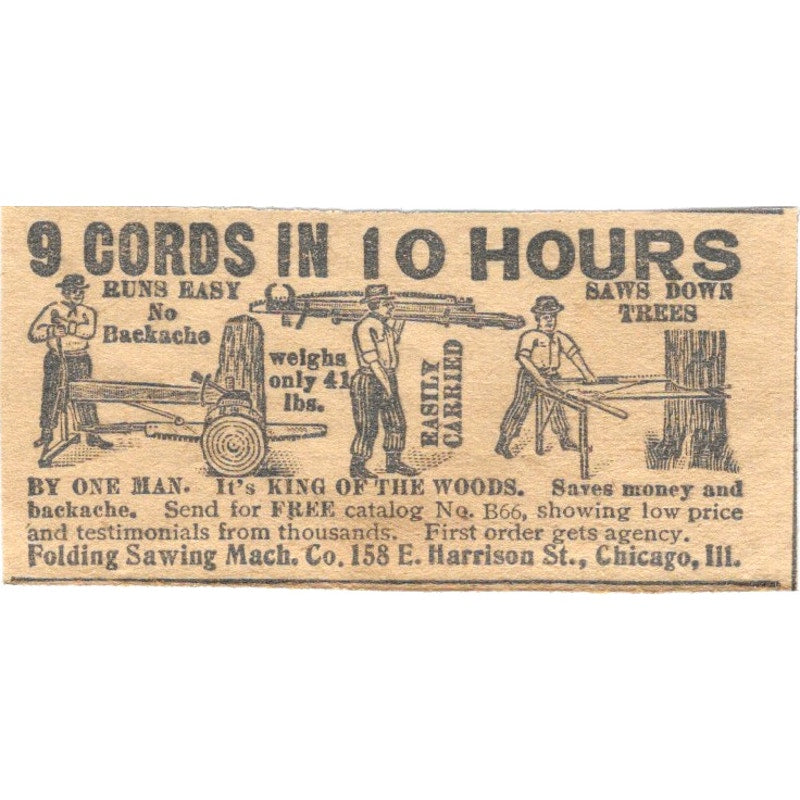 9 CORDS IN 10 HOURS
RUNS EASY
No
Backache
weighs
only 41
lbs.
EASILY
CARRIED
SAWS DOWN
TREES
BY ONE MAN. It's KING OF THE WOODS. Saves money and
backache. Send for FREE catalog No. B66, showing low price
and testimonials from thousands. First order gets agency.
Folding Sawing Mach. Co. 158 E. Harrison St., Chicago, Ill.